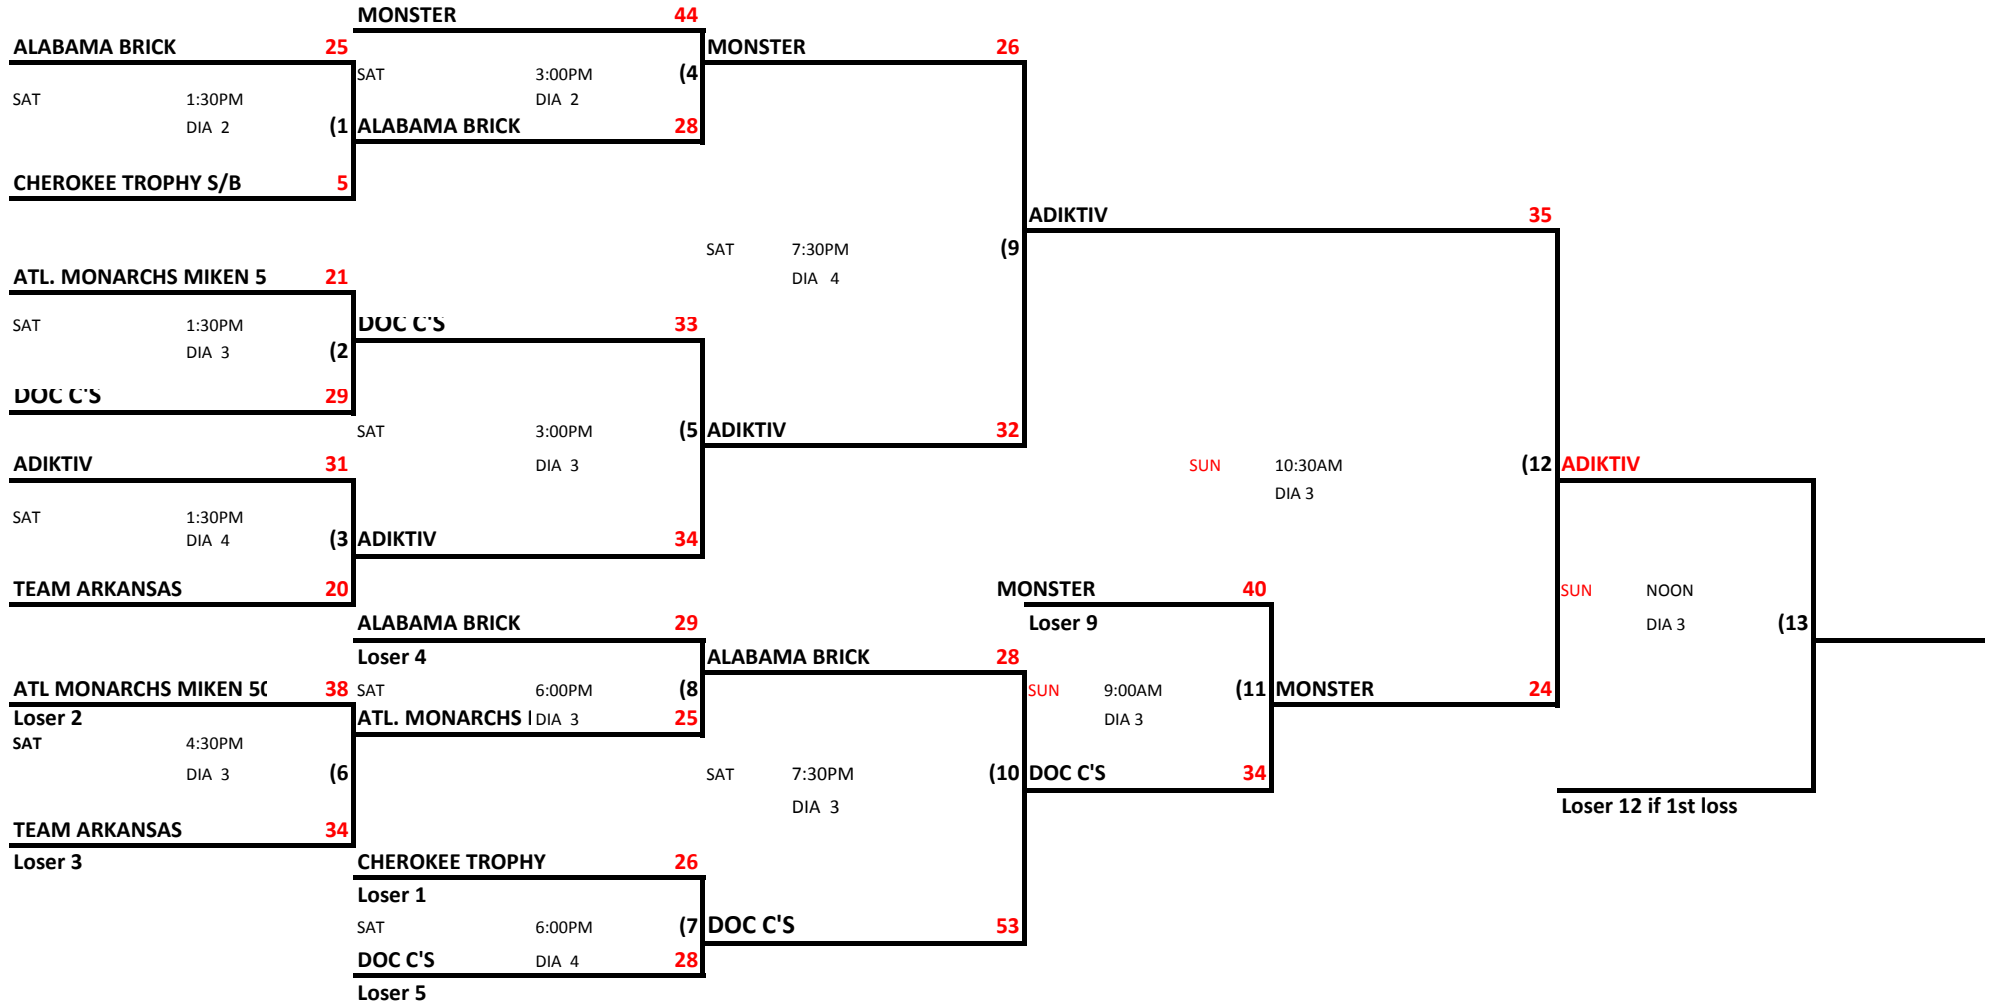 MONSTER 44
ALABAMA BRICK 25 MONSTER 26
SAT 3:00PM (4
SAT 1:30PM DIA 2
DIA 2 (1 ALABAMA BRICK 28
CHEROKEE TROPHY S/B 5
ADIKTIV 35
SAT 7:30PM (9
ATL. MONARCHS MIKEN 5 21 DIA 4
SAT 1:30PM DOC C'S 33
DIA 3 (2
DOC C'S 29
SAT 3:00PM (5 ADIKTIV 32
ADIKTIV 31 DIA 3 SUN 10:30AM (12 ADIKTIV
DIA 3
SAT 1:30PM
DIA 4 (3 ADIKTIV 34
TEAM ARKANSAS 20 MONSTER 40 SUN NOON
ALABAMA BRICK 29 Loser 9 DIA 3 (13
Loser 4 ALABAMA BRICK 28
ATL MONARCHS MIKEN 50 38 SAT 6:00PM (8 SUN 9:00AM (11 MONSTER 24
Loser 2 ATL. MONARCHS DIA 3 25 DIA 3
SAT 4:30PM
DIA 3 (6 SAT 7:30PM (10 DOC C'S 34
DIA 3 Loser 12 if 1st loss
TEAM ARKANSAS 34
Loser 3 CHEROKEE TROPHY 26
Loser 1
SAT 6:00PM (7 DOC C'S 53
DOC C'S DIA 4 28
Loser 5